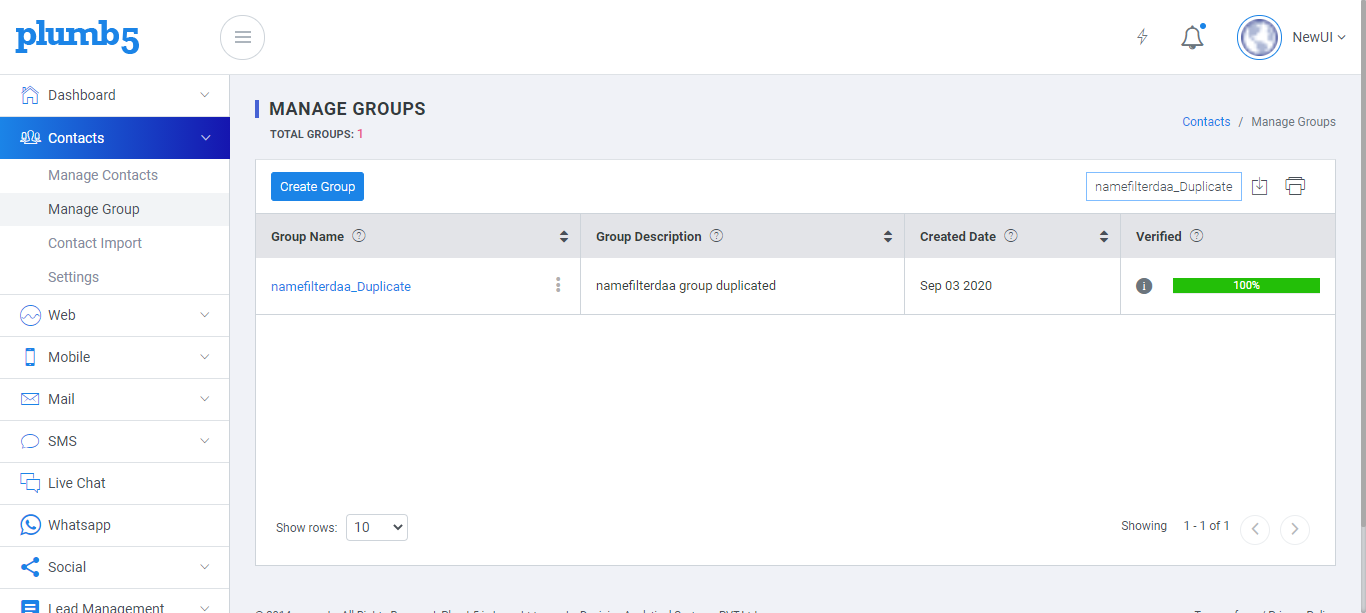 plumb5
NewUI
Dashboard
Contacts
Manage Contacts
Manage Group
Contact Import
Settings
Web
Mobile
Mail
SMS
Live Chat
Whatsapp
Social
Lead Management
MANAGE GROUPS
TOTAL GROUPS: 1
Contacts / Manage Groups
Create Group
namefilterdaa_Duplicate
Group Name ? Group Description ? Created Date ? Verified ?
namefilterdaa_Duplicate namefilterdaa group duplicated Sep 03 2020 i 100%
Show rows: 10
Showing 1 - 1 of 1